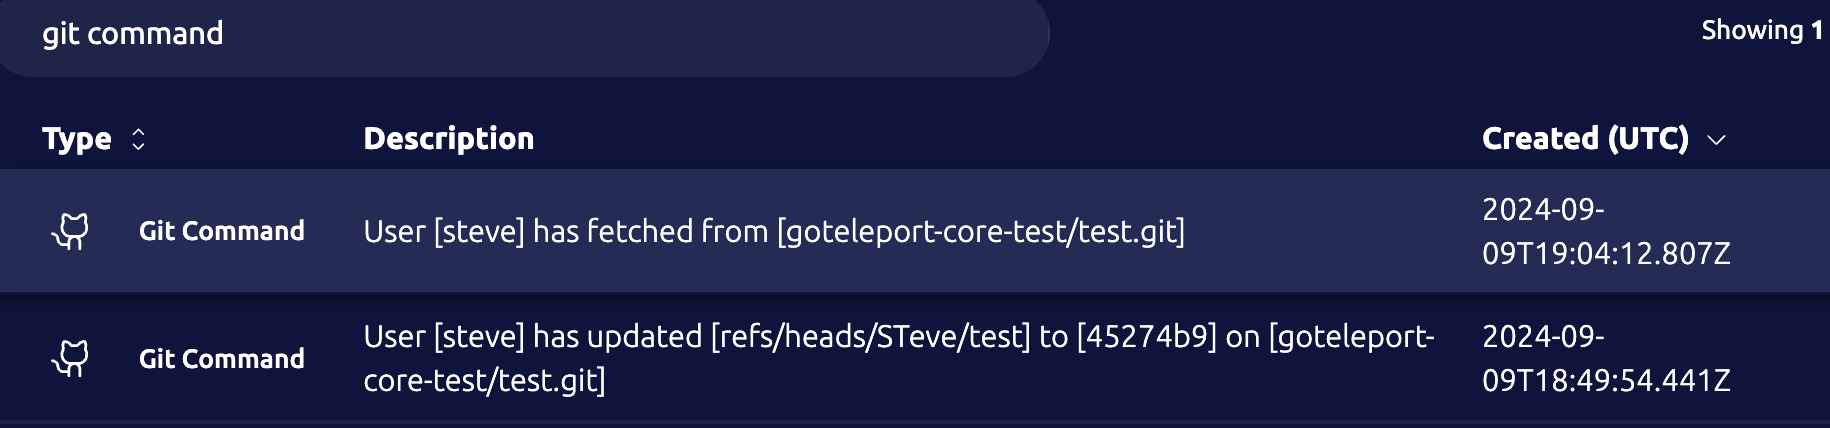 git command
Showing 1
Type Description Created (UTC)
Git Command User [steve] has fetched from [goteleport-core-test/test.git] 2024-09-
09T19:04:12.807Z
Git Command User [steve] has updated [refs/heads/STeve/test] to [45274b9] on [goteleport- 2024-09-
core-test/test.git] 09T18:49:54.441Z